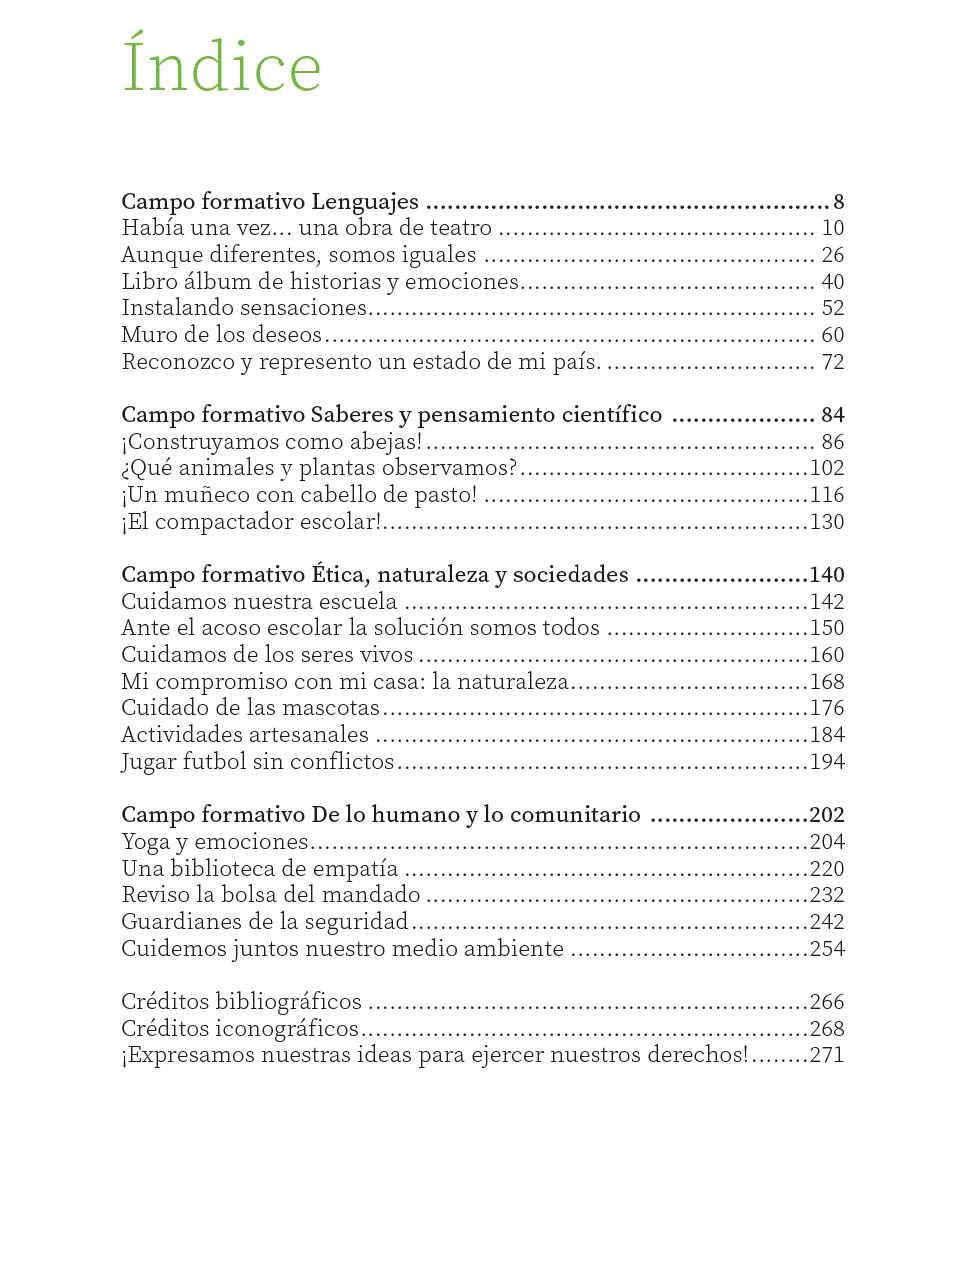 Índice
Campo formativo Lenguajes ........................................................ 8
Había una vez... una obra de teatro ............................................ 10
Aunque diferentes, somos iguales .............................................. 26
Libro álbum de historias y emociones......................................... 40
Instalando sensaciones.............................................................. 52
Muro de los deseos.................................................................... 60
Reconozco y represento un estado de mi país. ............................. 72
Campo formativo Saberes y pensamiento científico .................... 84
¡Construyamos como abejas!...................................................... 86
¿Qué animales y plantas observamos?........................................102
¡Un muñeco con cabello de pasto! .............................................116
¡El compactador escolar!...........................................................130
Campo formativo Ética, naturaleza y sociedades ........................140
Cuidamos nuestra escuela ........................................................142
Ante el acoso escolar la solución somos todos ............................150
Cuidamos de los seres vivos ......................................................160
Mi compromiso con mi casa: la naturaleza.................................168
Cuidado de las mascotas...........................................................176
Actividades artesanales ............................................................184
Jugar futbol sin conflictos.........................................................194
Campo formativo De lo humano y lo comunitario ......................202
Yoga y emociones.....................................................................204
Una biblioteca de empatía ........................................................220
Reviso la bolsa del mandado .....................................................232
Guardianes de la seguridad.......................................................242
Cuidemos juntos nuestro medio ambiente .................................254
Créditos bibliográficos .............................................................266
Créditos iconográficos..............................................................268
¡Expresamos nuestras ideas para ejercer nuestros derechos!........271